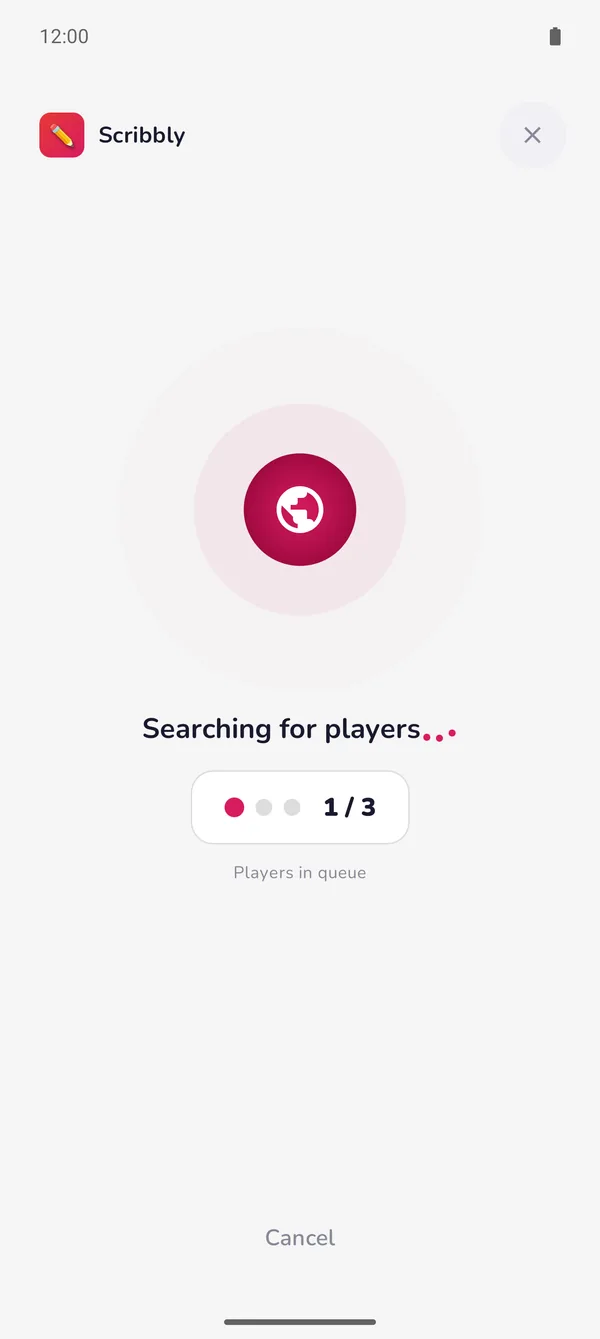 12:00
Scribbly
Searching for players...
1 / 3
Players in queue
Cancel